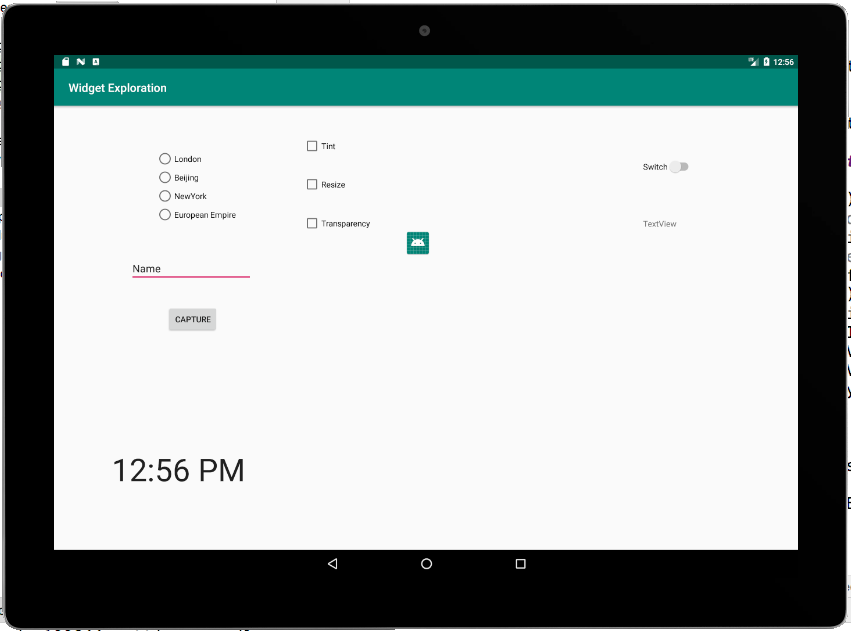 12:56
Widget Exploration
London
Beijing
NewYork
European Empire
Tint
Resize
Transparency
Switch
TextView
Name
CAPTURE
12:56 PM